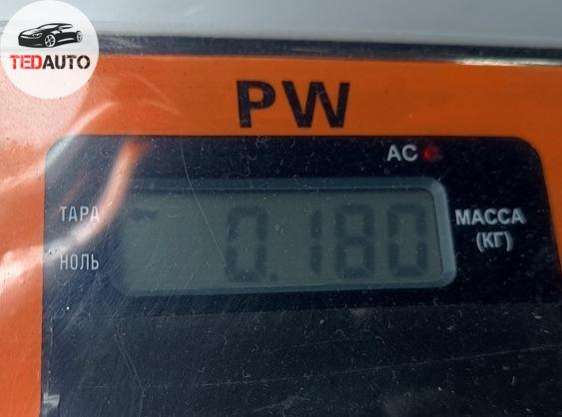 TEDAUTO
PW
AC
ТАРА
0.180
МАССА
(КГ)
НОЛЬ